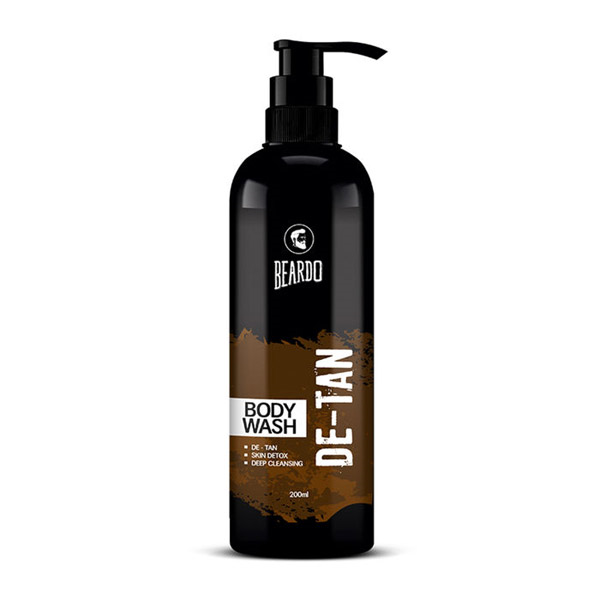 BEARDO
BODY
WASH
DE - TAN
SKIN DETOX
DEEP CLEANSING
200ml
DE-TAN